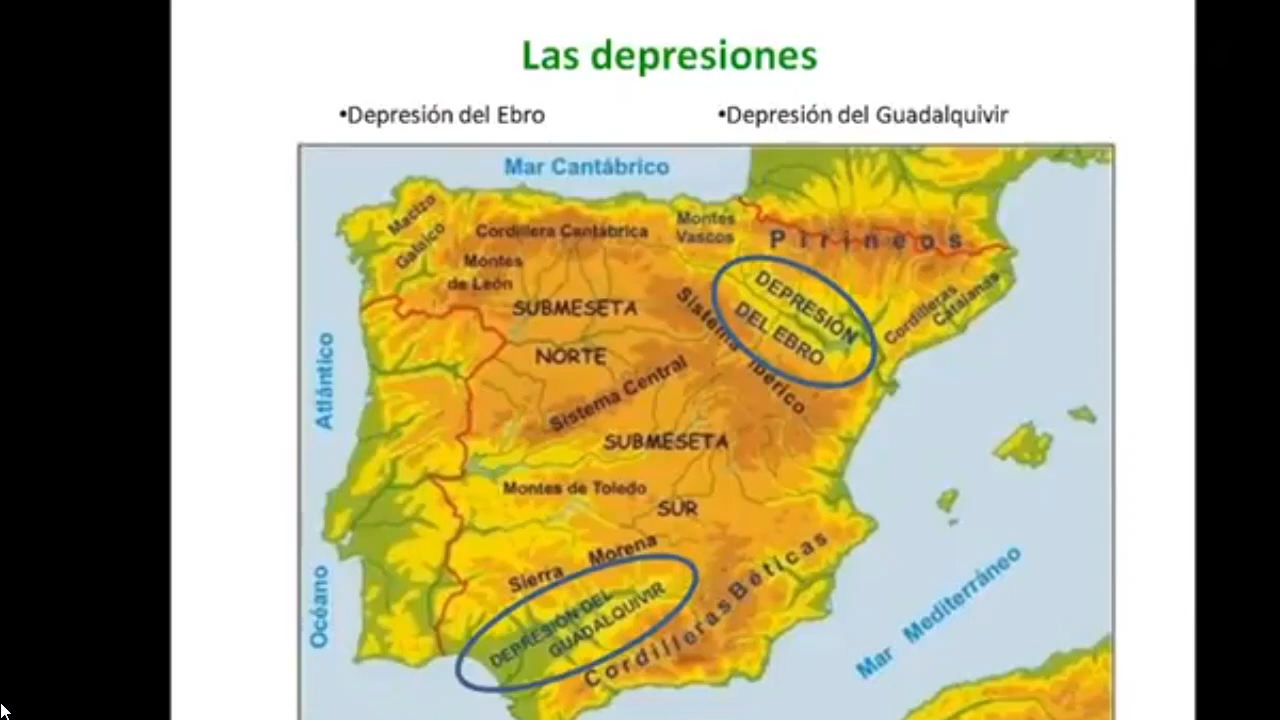 Las depresiones
•Depresión del Ebro
•Depresión del Guadalquivir
Mar Cantábrico
Macizo
Galaico
Cordillera Cantábrica
Montes
Vascos
Pirineos
Montes
de León
SUBMESETA
NORTE
Sistema Ibérico
DEPRESIÓN
DEL EBRO
Cordilleras
Catalanas
Sistema Central
SUBMESETA
SUR
Montes de Toledo
Océano Atlántico
Sierra Morena
DEPRESIÓN DEL
GUADALQUIVIR
Cordilleras Béticas
Mar Mediterráneo